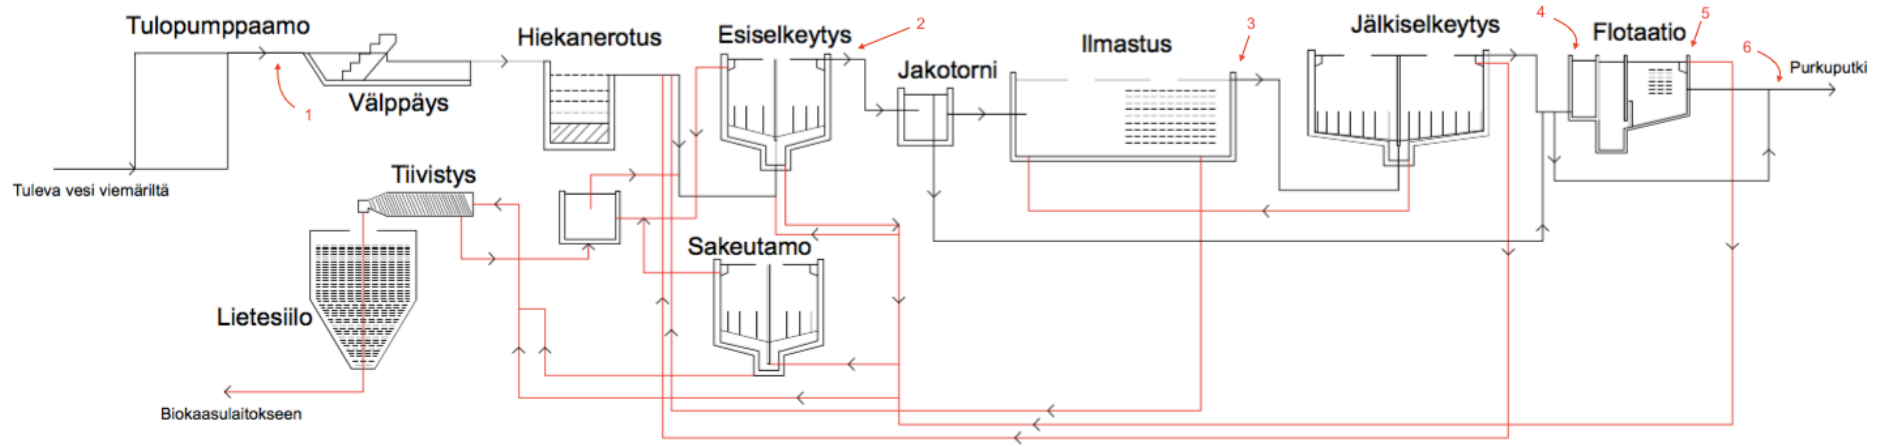 Tulopumppaamo
Välppäys
Hiekanerotus
Esiselkeytys
Jakotorni
Ilmastus
Jälkiselkeytys
Flotaatio
Purkuputki
1
2
3
4
5
6
Tuleva vesi viemäriltä
Tiivistys
Sakeutamo
Lietesiilo
Biokaasulaitokseen